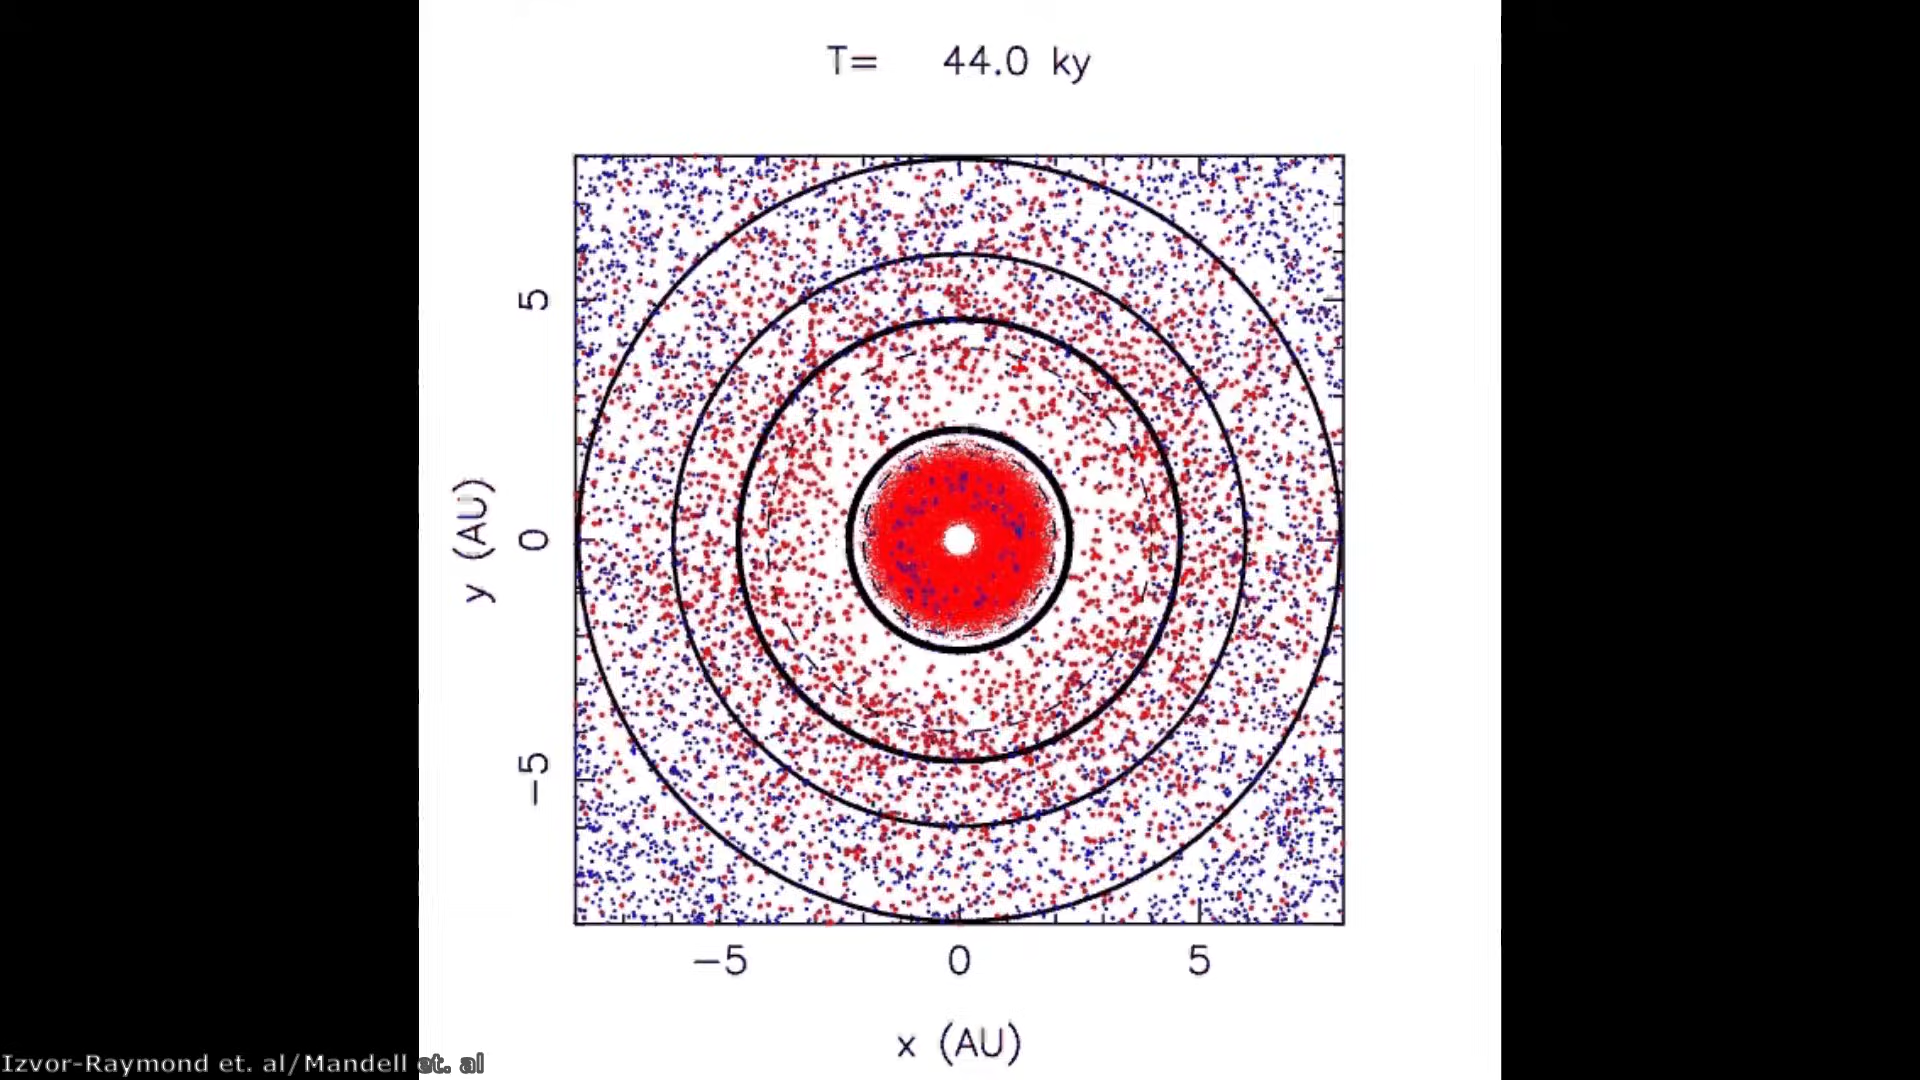 T= 44.0 ky
5
0
−5
y (AU)
−5 0 5
x (AU)
Izvor-Raymond et. al/Mandell et. al